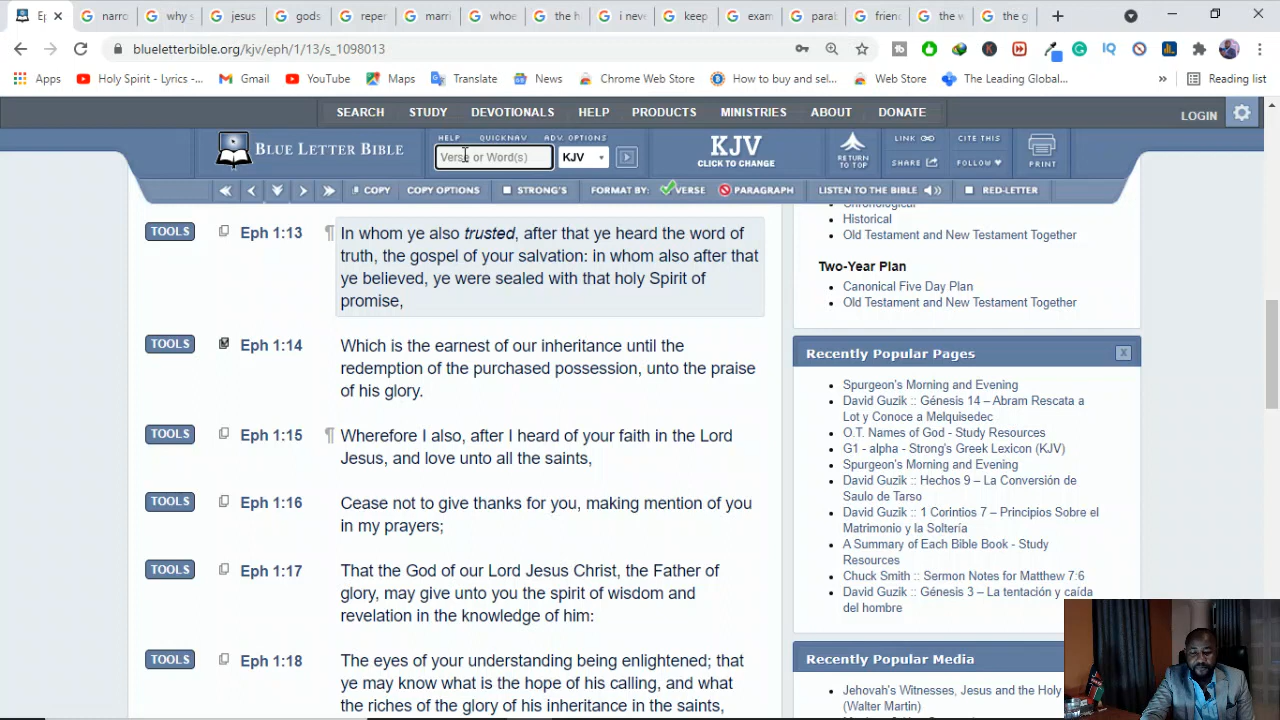 Ep
narro
why s
jesus
gods
reper
marri
whoe
the h
i neve
keep
exam
paral
frienc
the w
the g
blueletterbible.org/kjv/eph/1/13/s_1098013
Apps
Holy Spirit - Lyrics -...
Gmail
YouTube
Maps
Translate
News
Chrome Web Store
How to buy and sel...
Web Store
The Leading Global...
»
Reading list
SEARCH
STUDY
DEVOTIONALS
HELP
PRODUCTS
MINISTRIES
ABOUT
DONATE
LOGIN
BLUE LETTER BIBLE
HELP
QUICKNAV
ADV. OPTIONS
Verse or Word(s)
KJV
KJV
CLICK TO CHANGE
RETURN
TO TOP
LINK
CITE THIS
SHARE
FOLLOW
PRINT
COPY
COPY OPTIONS
STRONG'S
FORMAT BY:
VERSE
PARAGRAPH
LISTEN TO THE BIBLE
RED-LETTER
TOOLS
Eph 1:13
¶ In whom ye also trusted, after that ye heard the word of
truth, the gospel of your salvation: in whom also after that
ye believed, ye were sealed with that holy Spirit of
promise,
TOOLS
Eph 1:14
Which is the earnest of our inheritance until the
redemption of the purchased possession, unto the praise
of his glory.
TOOLS
Eph 1:15
¶ Wherefore I also, after I heard of your faith in the Lord
Jesus, and love unto all the saints,
TOOLS
Eph 1:16
Cease not to give thanks for you, making mention of you
in my prayers;
TOOLS
Eph 1:17
That the God of our Lord Jesus Christ, the Father of
glory, may give unto you the spirit of wisdom and
revelation in the knowledge of him:
TOOLS
Eph 1:18
The eyes of your understanding being enlightened; that
ye may know what is the hope of his calling, and what
the riches of the glory of his inheritance in the saints,
Chronological
Historical
Old Testament and New Testament Together
Two-Year Plan
Canonical Five Day Plan
Old Testament and New Testament Together
Recently Popular Pages
X
Spurgeon's Morning and Evening
David Guzik :: Génesis 14 – Abram Rescata a
Lot y Conoce a Melquisedec
O.T. Names of God - Study Resources
G1 - alpha - Strong's Greek Lexicon (KJV)
Spurgeon's Morning and Evening
David Guzik :: Hechos 9 – La Conversión de
Saulo de Tarso
David Guzik :: 1 Corintios 7 – Principios Sobre el
Matrimonio y la Soltería
A Summary of Each Bible Book - Study
Resources
Chuck Smith :: Sermon Notes for Matthew 7:6
David Guzik :: Génesis 3 – La tentación y caída
del hombre
Recently Popular Media
Jehovah's Witnesses, Jesus and the Holy
(Walter Martin)